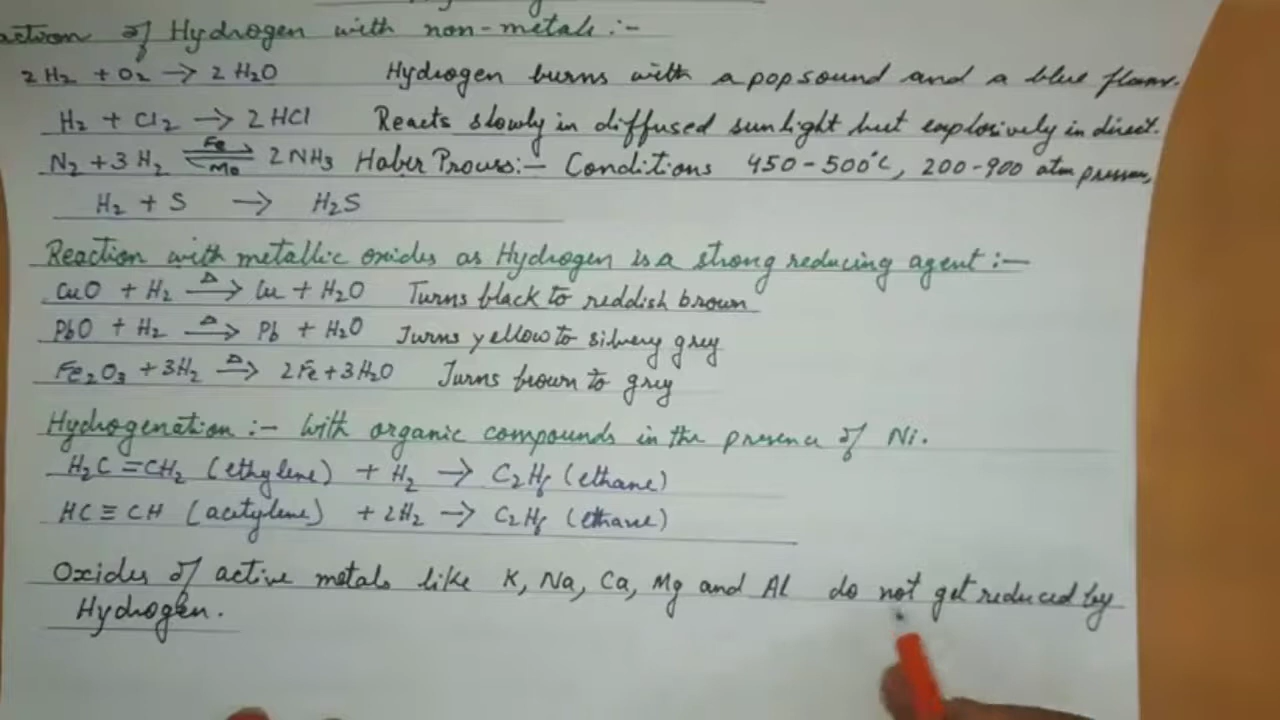 of Hydrogen with non-metals :-
2H₂ + O₂ → 2H₂O Hydrogen burns with a pop sound and a blue flame.
H₂ + Cl₂ → 2HCl Reacts slowly in diffused sunlight but explosively in direct.
N₂ + 3H₂ ⇌ 2NH₃ Haber Process:- Conditions 450-500°C, 200-900 atm pressure,
Fe
Mo
H₂ + S → H₂S
Reaction with metallic oxides as Hydrogen is a strong reducing agent :-
CuO + H₂ △→ Cu + H₂O Turns black to reddish brown
PbO + H₂ △→ Pb + H₂O Turns yellow to silvery grey
Fe₂O₃ + 3H₂ △→ 2Fe + 3H₂O Turns brown to grey
Hydrogenation :- With organic compounds in the presence of Ni.
H₂C=CH₂ (ethylene) + H₂ → C₂H₆ (ethane)
HC≡CH (acetylene) + 2H₂ → C₂H₆ (ethane)
Oxides of active metals like K, Na, Ca, Mg and Al do not get reduced by
Hydrogen.